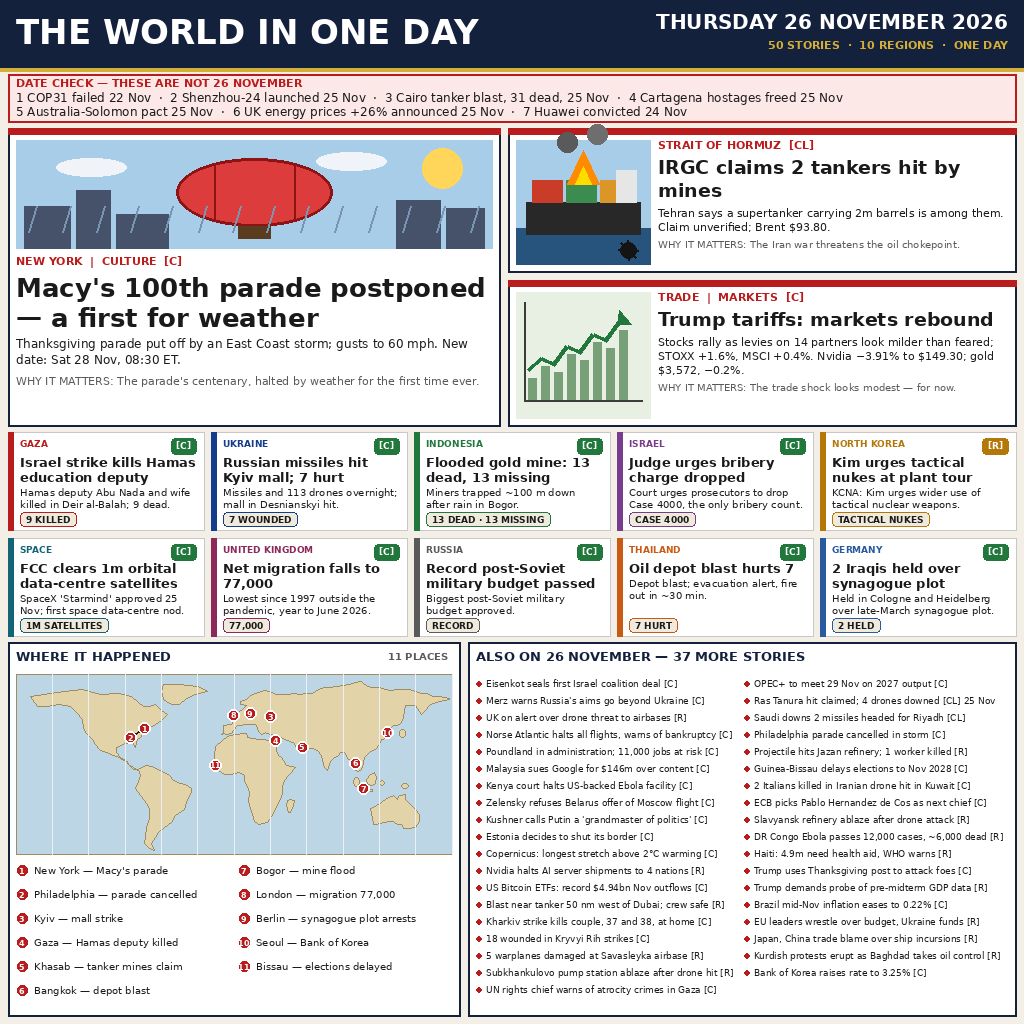 THE WORLD IN ONE DAY
THURSDAY 26 NOVEMBER 2026
50 STORIES · 10 REGIONS · ONE DAY
DATE CHECK — THESE ARE NOT 26 NOVEMBER
1 COP31 failed 22 Nov · 2 Shenzhou-24 launched 25 Nov · 3 Cairo tanker blast, 31 dead, 25 Nov · 4 Cartagena hostages freed 25 Nov
5 Australia-Solomon pact 25 Nov · 6 UK energy prices +26% announced 25 Nov · 7 Huawei convicted 24 Nov
NEW YORK | CULTURE [C]
Macy's 100th parade postponed
— a first for weather
Thanksgiving parade put off by an East Coast storm; gusts to 60 mph. New
date: Sat 28 Nov, 08:30 ET.
WHY IT MATTERS: The parade's centenary, halted by weather for the first time ever.
STRAIT OF HORMUZ [CL]
IRGC claims 2 tankers hit by
mines
Tehran says a supertanker carrying 2m barrels is among them.
Claim unverified; Brent $93.80.
WHY IT MATTERS: The Iran war threatens the oil chokepoint.
TRADE | MARKETS [C]
Trump tariffs: markets rebound
Stocks rally as levies on 14 partners look milder than feared;
STOXX +1.6%, MSCI +0.4%. Nvidia −3.91% to $149.30; gold
$3,572, −0.2%.
WHY IT MATTERS: The trade shock looks modest — for now.
GAZA [C]
Israel strike kills Hamas
education deputy
Hamas deputy Abu Nada and wife
killed in Deir al-Balah; 9 dead.
9 KILLED
UKRAINE [C]
Russian missiles hit
Kyiv mall; 7 hurt
Missiles and 113 drones overnight;
mall in Desnianskyi hit.
7 WOUNDED
INDONESIA [C]
Flooded gold mine: 13
dead, 13 missing
Miners trapped ~100 m down
after rain in Bogor.
13 DEAD · 13 MISSING
ISRAEL [C]
Judge urges bribery
charge dropped
Court urges prosecutors to drop
Case 4000, the only bribery count.
CASE 4000
NORTH KOREA [R]
Kim urges tactical
nukes at plant tour
KCNA: Kim urges wider use of
tactical nuclear weapons.
TACTICAL NUKES
SPACE [C]
FCC clears 1m orbital
data-centre satellites
SpaceX 'Starmind' approved 25
Nov; first space data-centre nod.
1M SATELLITES
UNITED KINGDOM [C]
Net migration falls to
77,000
Lowest since 1997 outside the
pandemic, year to June 2026.
77,000
RUSSIA [C]
Record post-Soviet
military budget passed
Biggest post-Soviet military
budget approved.
RECORD
THAILAND [C]
Oil depot blast hurts 7
Depot blast; evacuation alert, fire
out in ~30 min.
7 HURT
GERMANY [C]
2 Iraqis held over
synagogue plot
Held in Cologne and Heidelberg
over late-March synagogue plot.
2 HELD
WHERE IT HAPPENED
11 PLACES
1
2
3
4
5
6
7
8
9
10
11
1 New York — Macy's parade
2 Philadelphia — parade cancelled
3 Kyiv — mall strike
4 Gaza — Hamas deputy killed
5 Khasab — tanker mines claim
6 Bangkok — depot blast
7 Bogor — mine flood
8 London — migration 77,000
9 Berlin — synagogue plot arrests
10 Seoul — Bank of Korea
11 Bissau — elections delayed
ALSO ON 26 NOVEMBER — 37 MORE STORIES
Eisenkot seals first Israel coalition deal [C]
Merz warns Russia's aims go beyond Ukraine [C]
UK on alert over drone threat to airbases [R]
Norse Atlantic halts all flights, warns of bankruptcy [C]
Poundland in administration; 11,000 jobs at risk [C]
Malaysia sues Google for $146m over content [C]
Kenya court halts US-backed Ebola facility [C]
Zelensky refuses Belarus offer of Moscow flight [C]
Kushner calls Putin a 'grandmaster of politics' [C]
Estonia decides to shut its border [C]
Copernicus: longest stretch above 2°C warming [C]
Nvidia halts AI server shipments to 4 nations [R]
US Bitcoin ETFs: record $4.94bn Nov outflows [C]
Blast near tanker 50 nm west of Dubai; crew safe [R]
Kharkiv strike kills couple, 37 and 38, at home [C]
18 wounded in Kryvyi Rih strikes [C]
5 warplanes damaged at Savasleyka airbase [R]
Subkhankulovo pump station ablaze after drone hit [R]
UN rights chief warns of atrocity crimes in Gaza [C]
OPEC+ to meet 29 Nov on 2027 output [C]
Ras Tanura hit claimed; 4 drones downed [CL] 25 Nov
Saudi downs 2 missiles headed for Riyadh [CL]
Philadelphia parade cancelled in storm [C]
Projectile hits Jazan refinery; 1 worker killed [R]
Guinea-Bissau delays elections to Nov 2028 [C]
2 Italians killed in Iranian drone hit in Kuwait [C]
ECB picks Pablo Hernandez de Cos as next chief [C]
Slavyansk refinery ablaze after drone attack [R]
DR Congo Ebola passes 12,000 cases, ~6,000 dead [R]
Haiti: 4.9m need health aid, WHO warns [R]
Trump uses Thanksgiving post to attack foes [C]
Trump demands probe of pre-midterm GDP data [R]
Brazil mid-Nov inflation eases to 0.22% [C]
EU leaders wrestle over budget, Ukraine funds [R]
Japan, China trade blame over ship incursions [R]
Kurdish protests erupt as Baghdad takes oil control [R]
Bank of Korea raises rate to 3.25% [C]